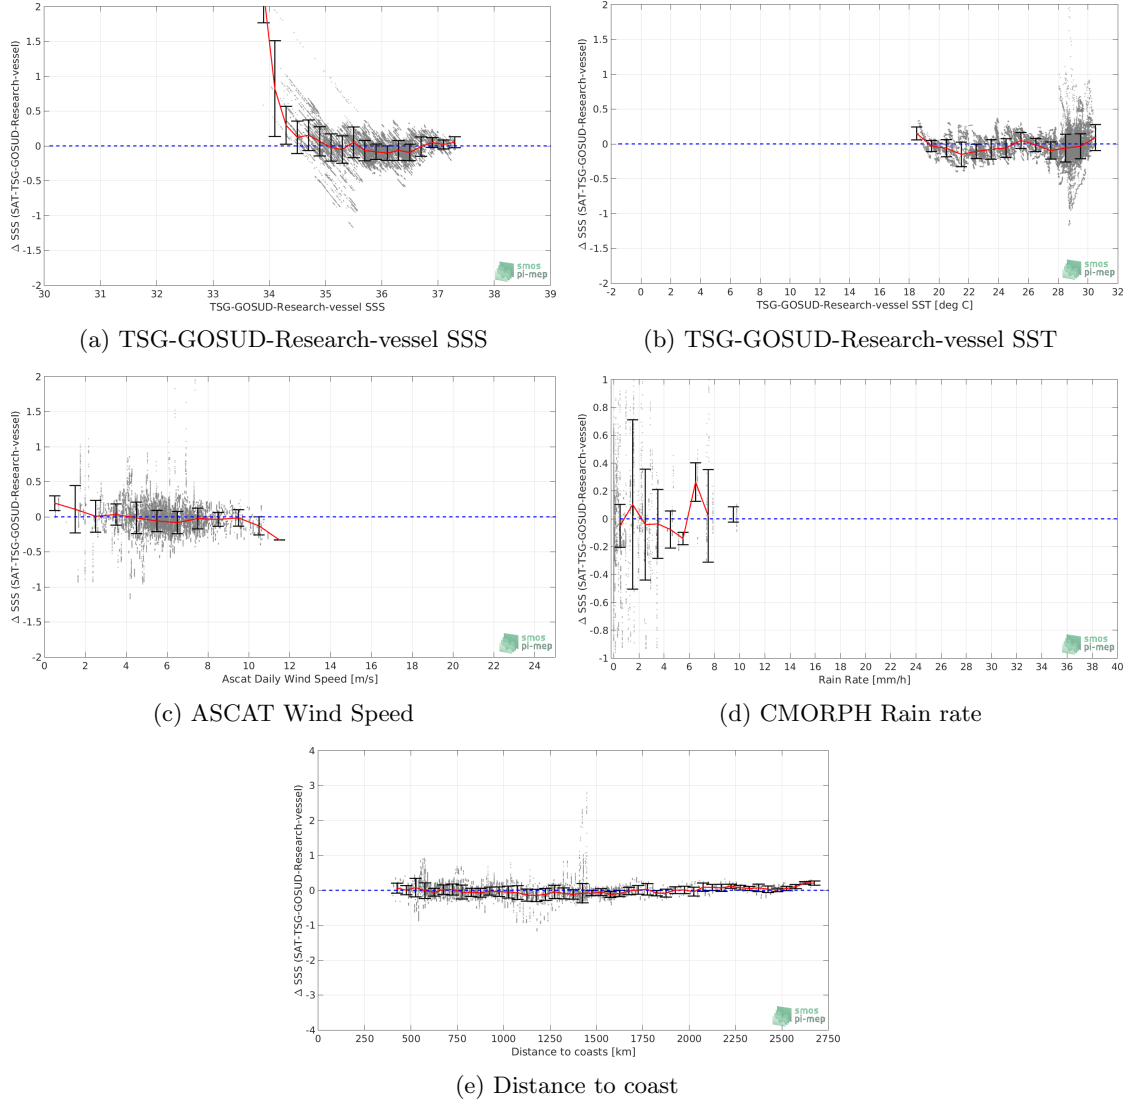 2
1.5
1
0.5
0
-0.5
-1
-1.5
-2
Δ SSS (SAT-TSG-GOSUD-Research-vessel)
30 31 32 33 34 35 36 37 38 39
TSG-GOSUD-Research-vessel SSS
smos
pi-mep
(a) TSG-GOSUD-Research-vessel SSS
2
1.5
1
0.5
0
-0.5
-1
-1.5
-2
Δ SSS (SAT-TSG-GOSUD-Research-vessel)
-2 0 2 4 6 8 10 12 14 16 18 20 22 24 26 28 30 32
TSG-GOSUD-Research-vessel SST [deg C]
smos
pi-mep
(b) TSG-GOSUD-Research-vessel SST
2
1.5
1
0.5
0
-0.5
-1
-1.5
-2
Δ SSS (SAT-TSG-GOSUD-Research-vessel)
0 2 4 6 8 10 12 14 16 18 20 22 24
Ascat Daily Wind Speed [m/s]
smos
pi-mep
(c) ASCAT Wind Speed
1
0.8
0.6
0.4
0.2
0
-0.2
-0.4
-0.6
-0.8
-1
Δ SSS (SAT-TSG-GOSUD-Research-vessel)
0 2 4 6 8 10 12 14 16 18 20 22 24 26 28 30 32 34 36 38 40
Rain Rate [mm/h]
smos
pi-mep
(d) CMORPH Rain rate
4
3
2
1
0
-1
-2
-3
-4
Δ SSS (SAT-TSG-GOSUD-Research-vessel)
0 250 500 750 1000 1250 1500 1750 2000 2250 2500 2750
Distance to coasts [km]
smos
pi-mep
(e) Distance to coast